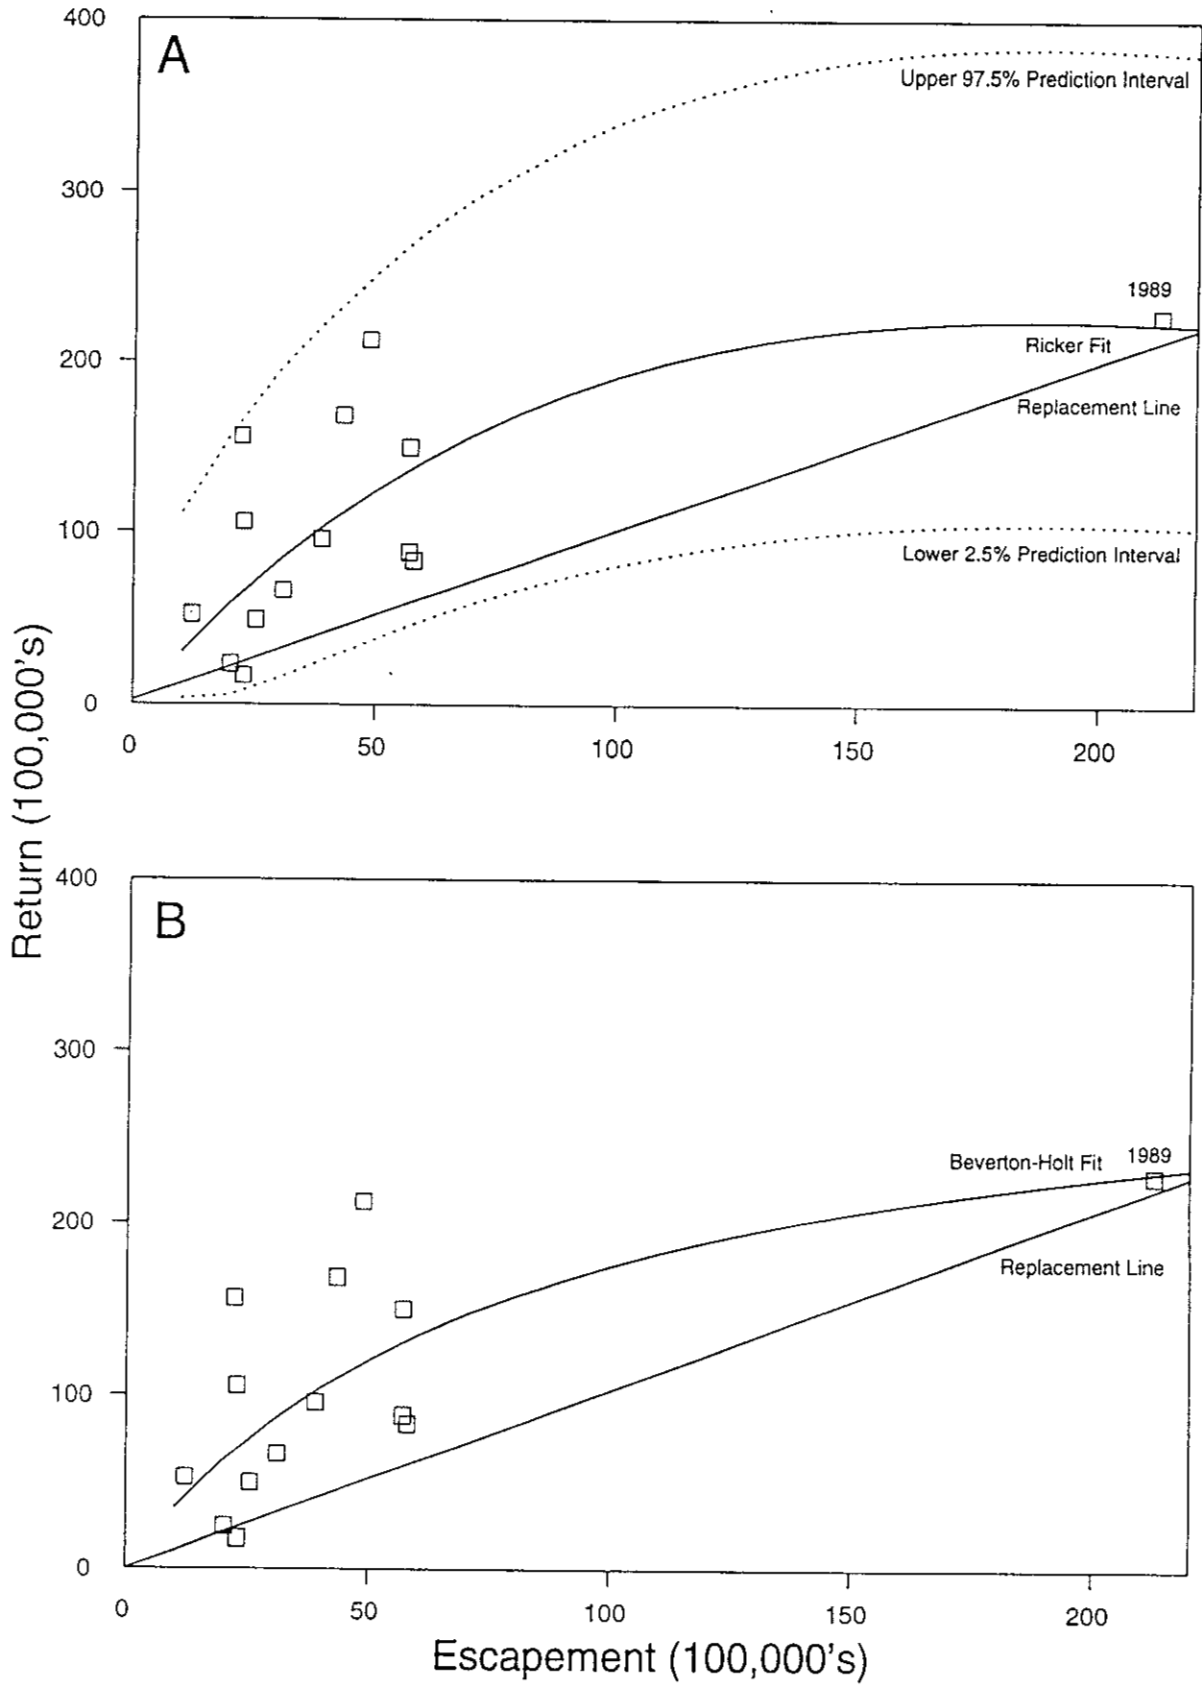 400
A
Upper 97.5% Prediction Interval
300
1989
Ricker Fit
200
Replacement Line
100
Lower 2.5% Prediction Interval
0
0 50 100 150 200
Return (100,000's)
400
B
300
Beverton-Holt Fit 1989
200
Replacement Line
100
0
0 50 100 150 200
Escapement (100,000's)